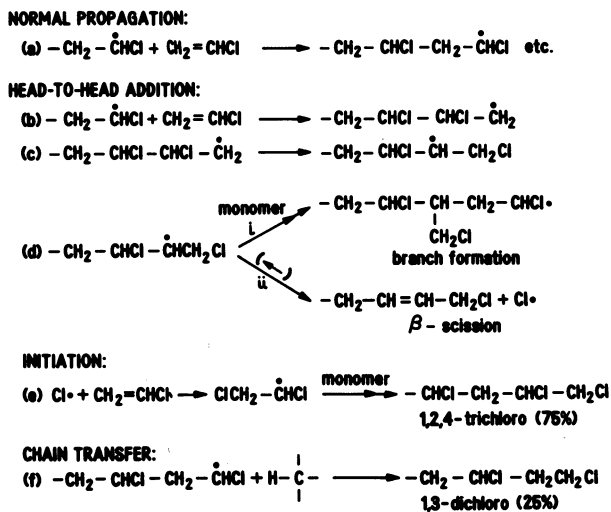 NORMAL PROPAGATION:
(a) -CH₂-ĊHCl + CH₂=CHCl → -CH₂-CHCl-CH₂-ĊHCl etc.
HEAD-TO-HEAD ADDITION:
(b) -CH₂-ĊHCl + CH₂=CHCl → -CH₂-CHCl-CHCl-ĊH₂
(c) -CH₂-CHCl-CHCl-ĊH₂ → -CH₂-CHCl-ĊH-CH₂Cl
(d) -CH₂-CHCl-ĊHCH₂Cl
monomer
i.
-CH₂-CHCl-CH-CH₂-CHCl•
CH₂Cl
branch formation
ii.
-CH₂-CH=CH-CH₂Cl + Cl•
β-scission
INITIATION:
(e) Cl• + CH₂=CHCl → ClCH₂-ĊHCl monomer → -CHCl-CH₂-CHCl-CH₂Cl
1,2,4-trichloro (75%)
CHAIN TRANSFER:
(f) -CH₂-CHCl-CH₂-ĊHCl + H-C- → -CH₂-CHCl-CH₂CH₂Cl
1,3-dichloro (25%)